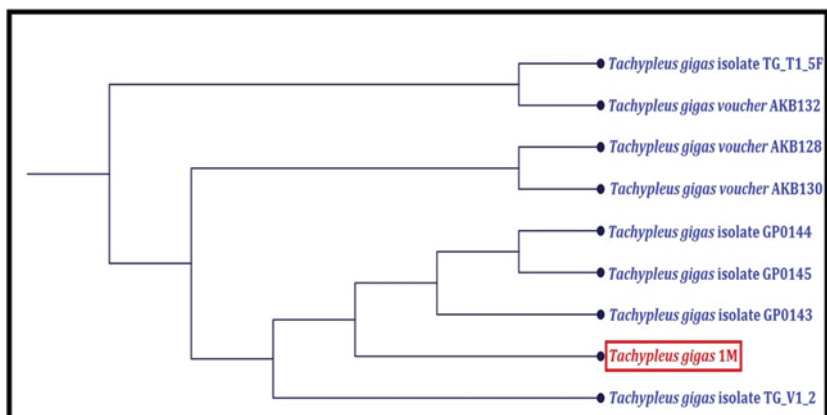 Tachypleus gigas isolate TG_T1_5F
Tachypleus gigas voucher AKB132
Tachypleus gigas voucher AKB128
Tachypleus gigas voucher AKB130
Tachypleus gigas isolate GP0144
Tachypleus gigas isolate GP0145
Tachypleus gigas isolate GP0143
Tachypleus gigas 1M
Tachypleus gigas isolate TG_V1_2